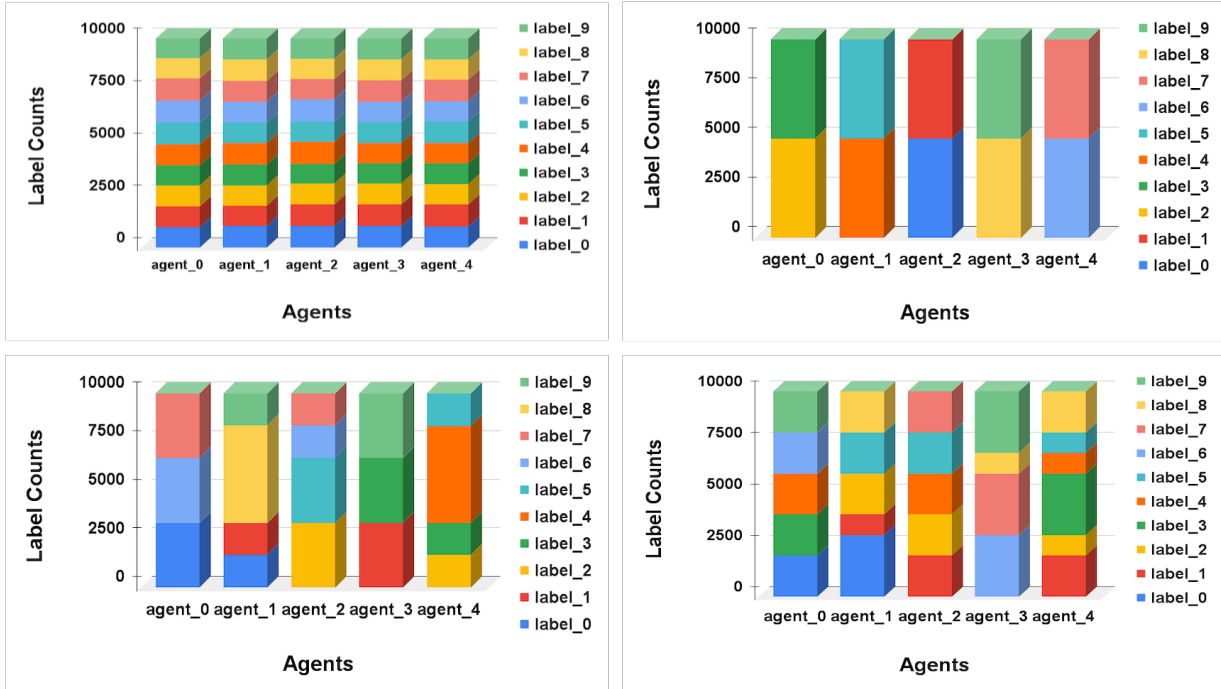 10000
7500
5000
2500
0
Label Counts
agent_0 agent_1 agent_2 agent_3 agent_4
Agents
label_9
label_8
label_7
label_6
label_5
label_4
label_3
label_2
label_1
label_0
10000
7500
5000
2500
0
Label Counts
agent_0 agent_1 agent_2 agent_3 agent_4
Agents
label_9
label_8
label_7
label_6
label_5
label_4
label_3
label_2
label_1
label_0
10000
7500
5000
2500
0
Label Counts
agent_0 agent_1 agent_2 agent_3 agent_4
Agents
label_9
label_8
label_7
label_6
label_5
label_4
label_3
label_2
label_1
label_0
10000
7500
5000
2500
0
Label Counts
agent_0 agent_1 agent_2 agent_3 agent_4
Agents
label_9
label_8
label_7
label_6
label_5
label_4
label_3
label_2
label_1
label_0